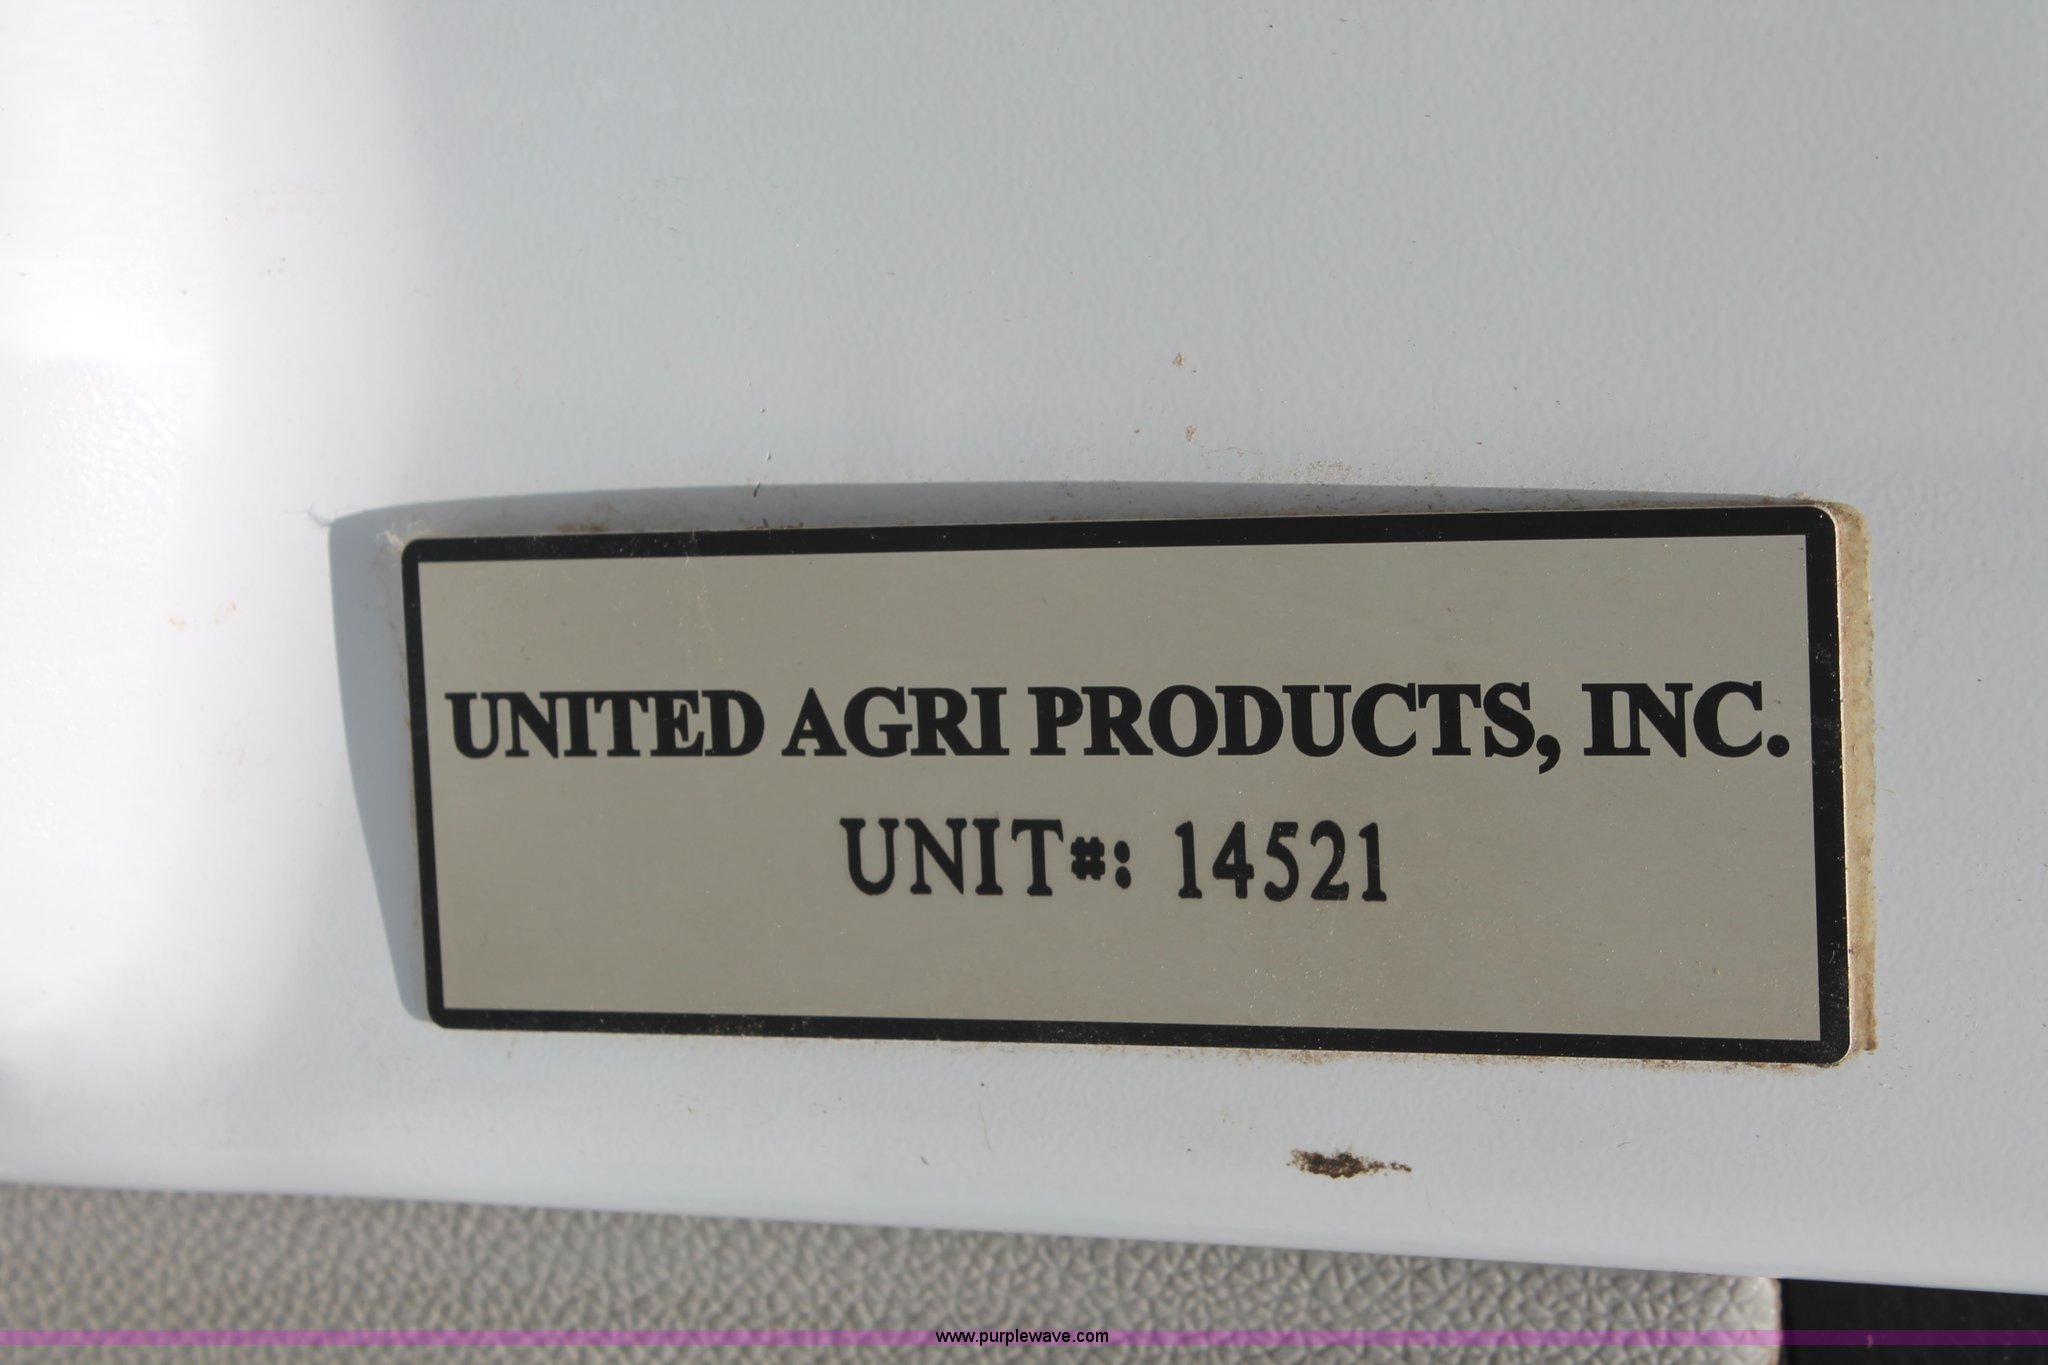 UNITED AGRI PRODUCTS, INC.
UNIT#: 14521
www.purplewave.com